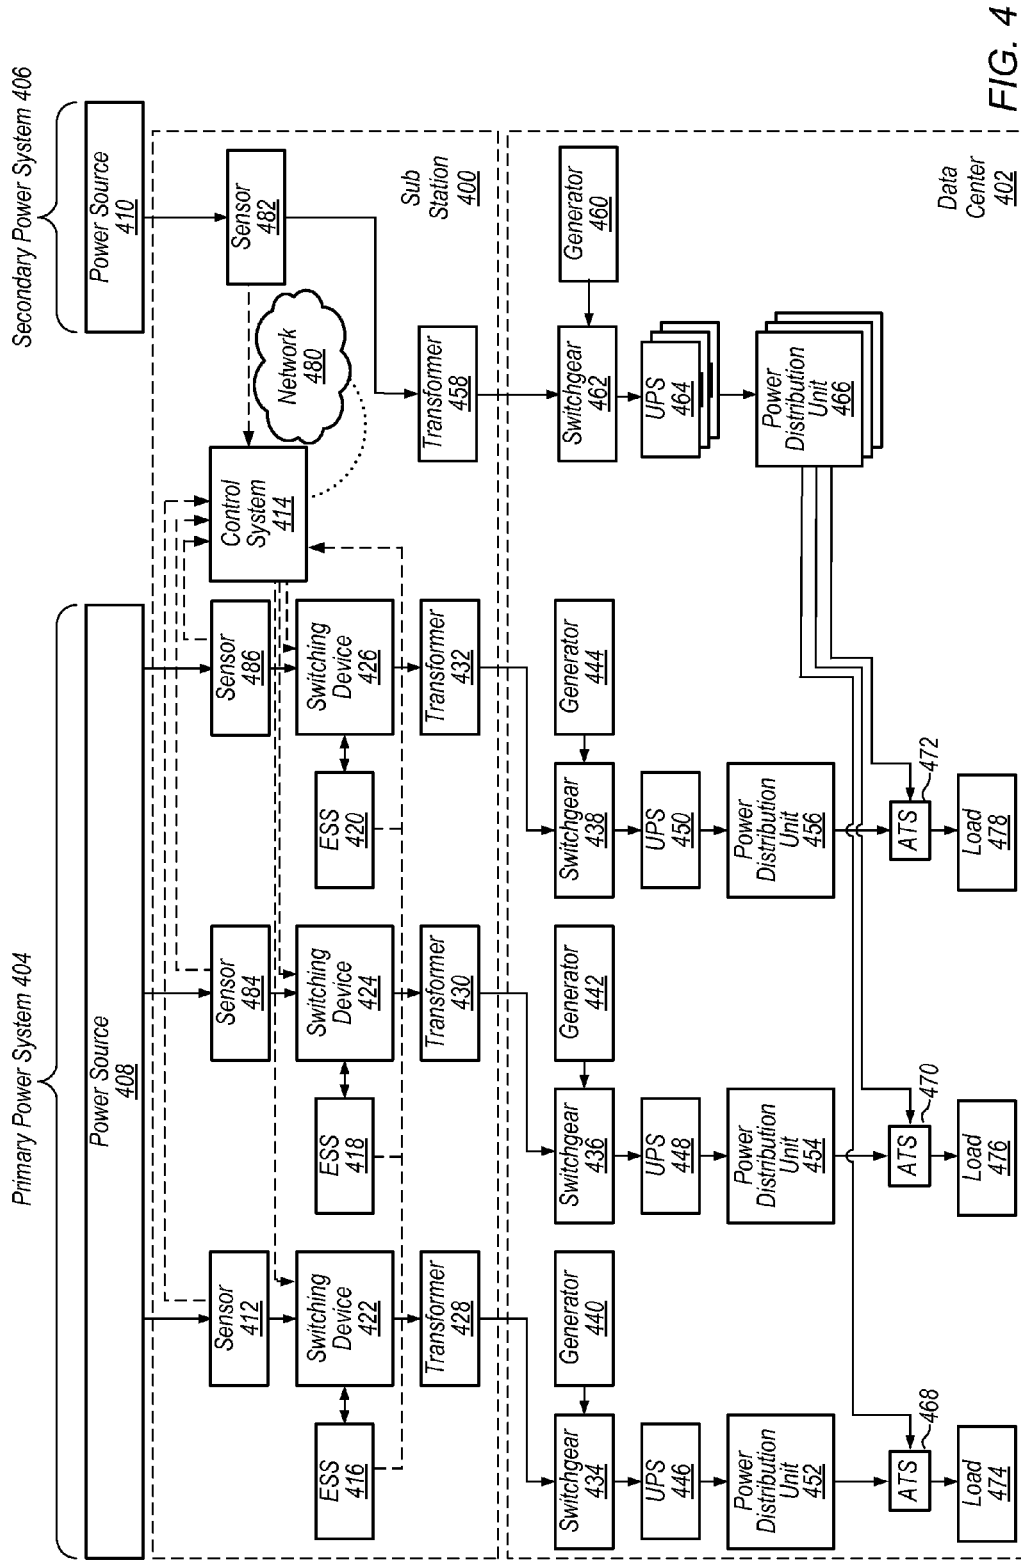 Primary Power System 404
Secondary Power System 406
Power Source
408
Power Source
410
Sensor
412
Sensor
484
Sensor
486
Control
System
414
Network
480
Sensor
482
Sub
Station
400
ESS
416
Switching
Device
422
ESS
418
Switching
Device
424
ESS
420
Switching
Device
426
Transformer
428
Transformer
430
Transformer
432
Transformer
458
Switchgear
434
Generator
440
Switchgear
436
Generator
442
Switchgear
438
Generator
444
Switchgear
462
Generator
460
UPS
446
UPS
448
UPS
450
UPS
464
Power
Distribution
Unit
452
Power
Distribution
Unit
454
Power
Distribution
Unit
456
Power
Distribution
Unit
466
ATS
468
ATS
470
ATS
472
Load
474
Load
476
Load
478
Data
Center
402
FIG. 4